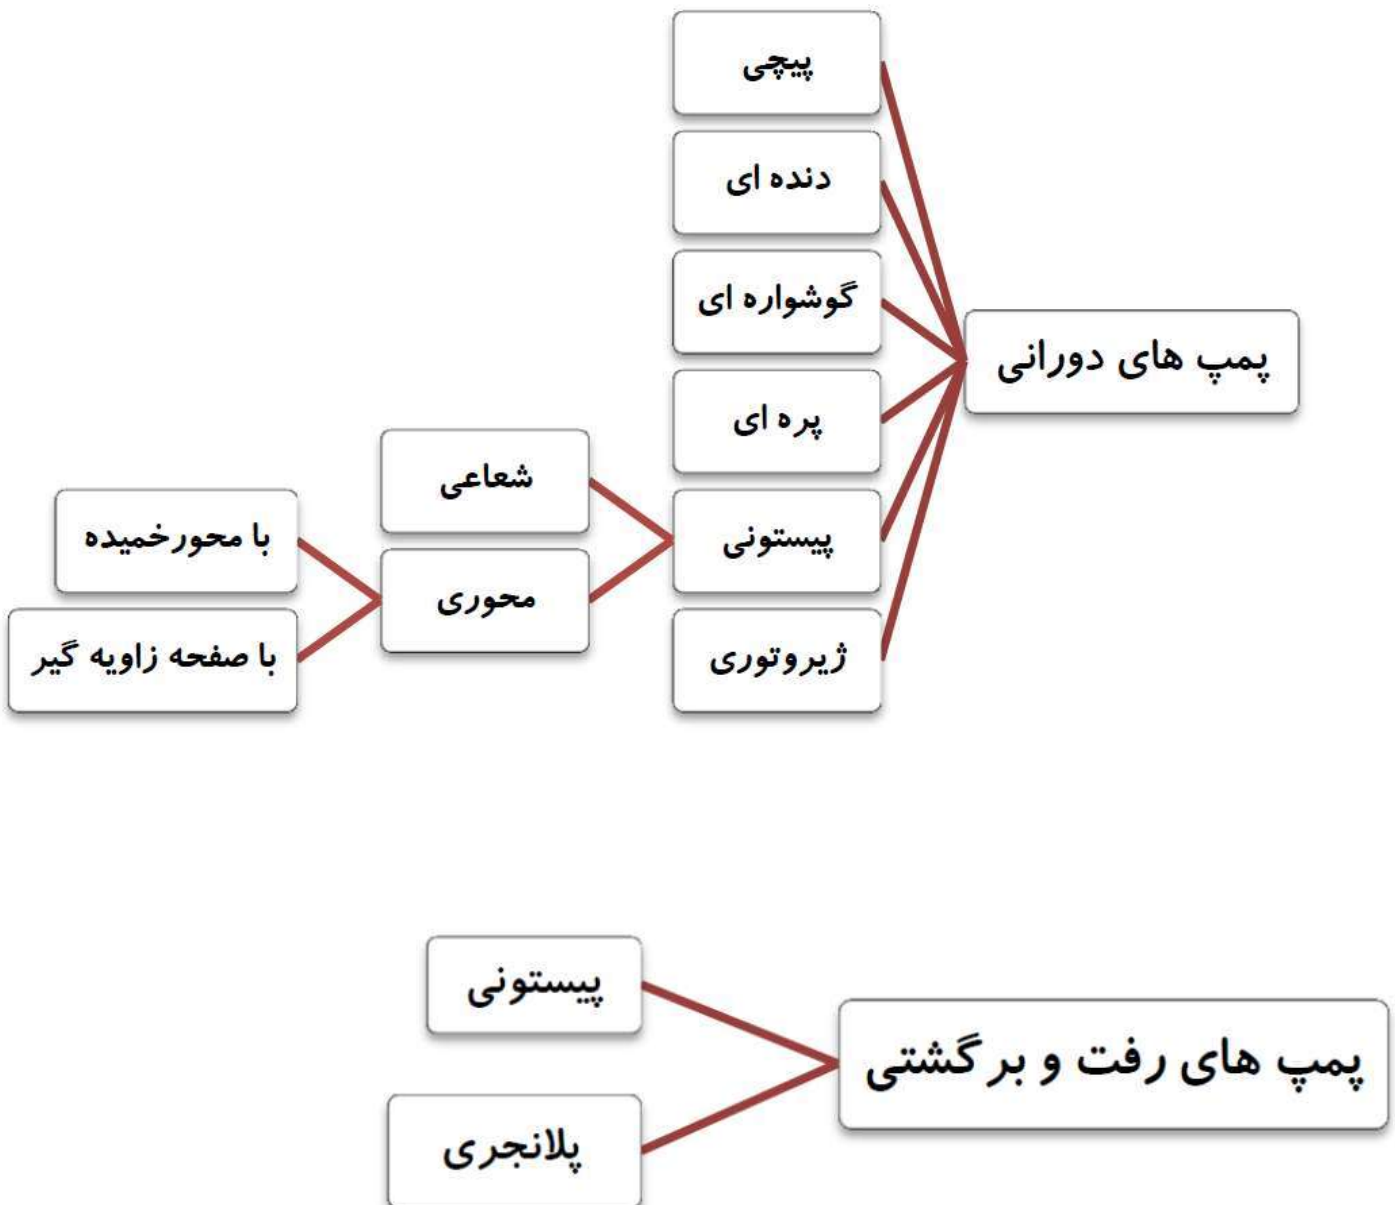 پمپ های دورانی
پیچی
دنده ای
گوشواره ای
پره ای
پیستونی
ژیروتوری
شعاعی
محوری
با محورخمیده
با صفحه زاویه گیر
پمپ های رفت و برگشتی
پیستونی
پلانجری